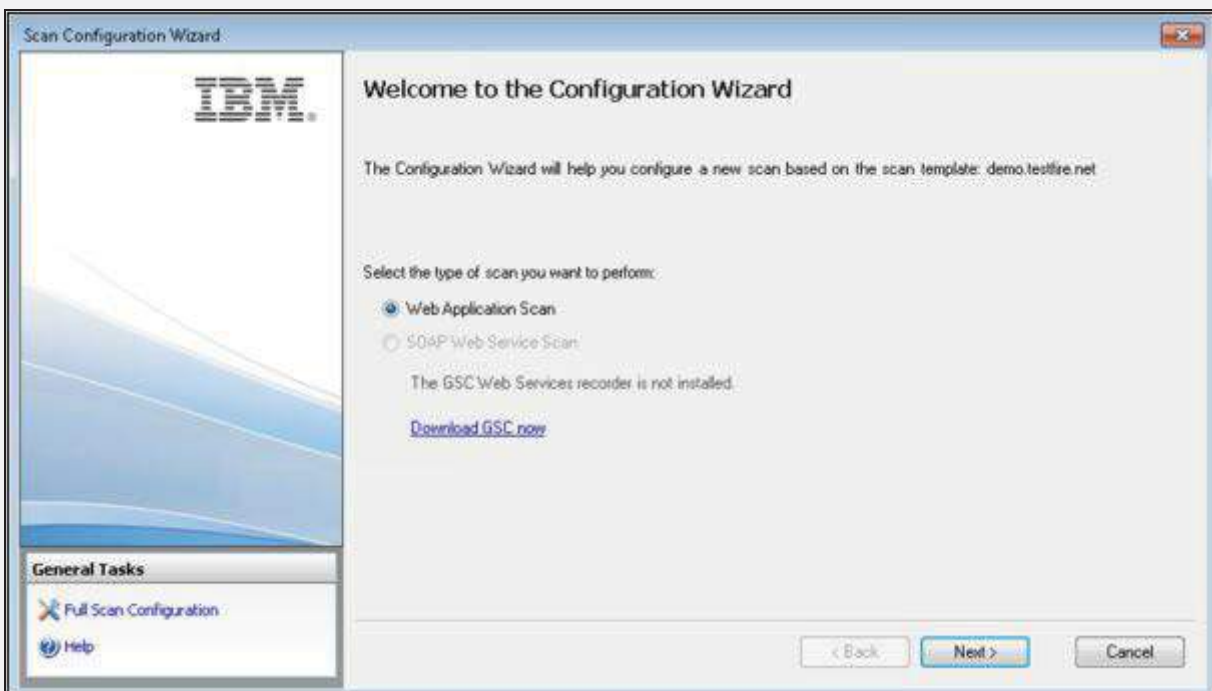 Scan Configuration Wizard
IBM.
Welcome to the Configuration Wizard
The Configuration Wizard will help you configure a new scan based on the scan template: demo.testfire.net
Select the type of scan you want to perform:
Web Application Scan
SOAP Web Service Scan
The GSC Web Services recorder is not installed.
Download GSC now
General Tasks
Full Scan Configuration
Help
< Back
Next >
Cancel